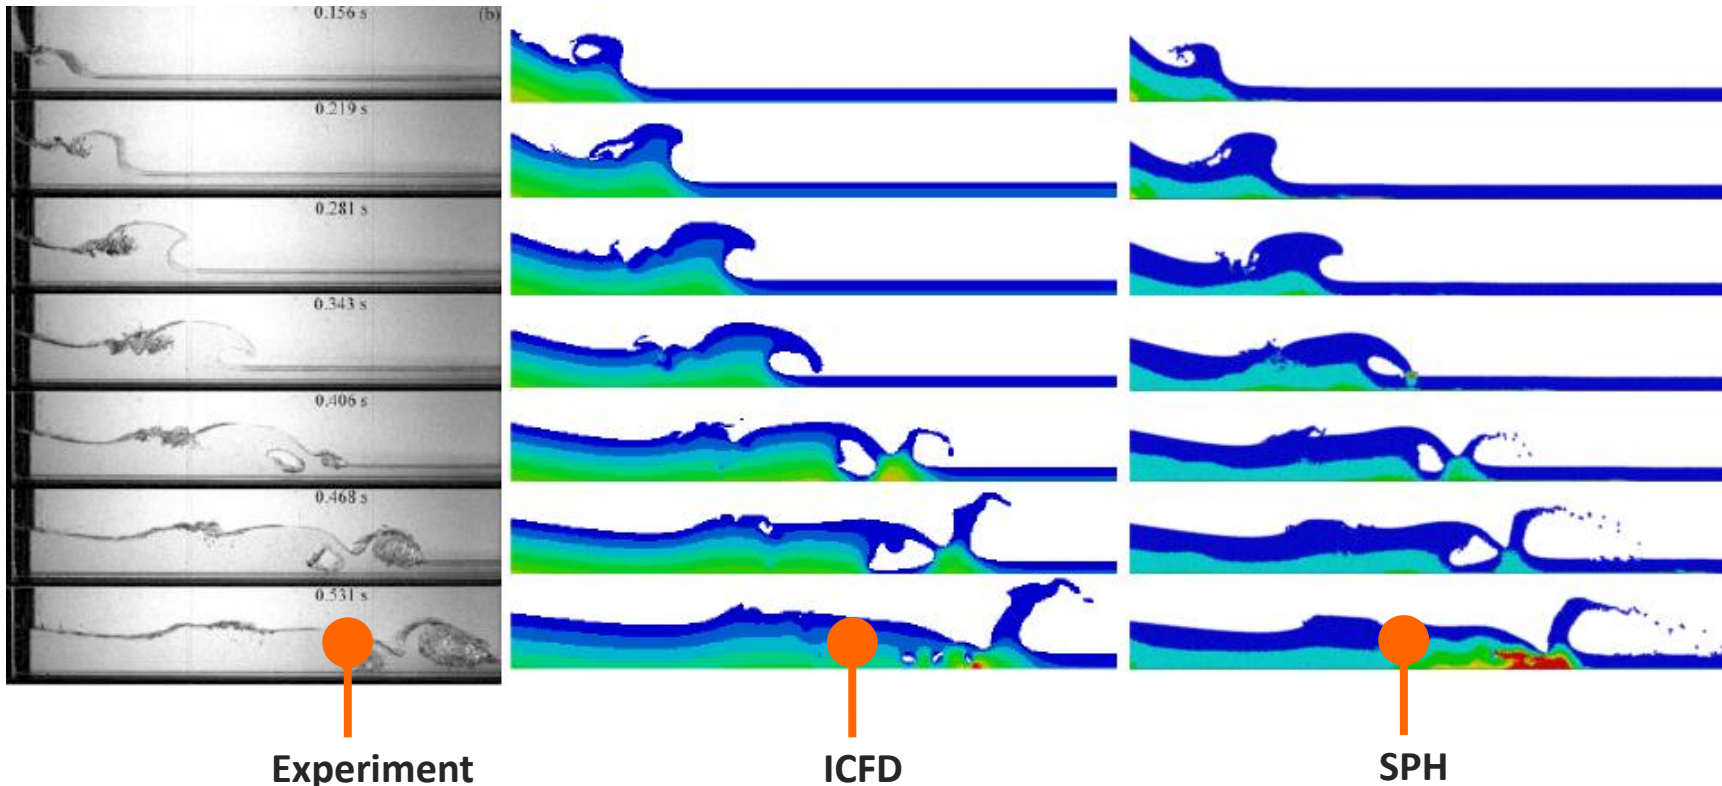 0.156 s
(b)
0.219 s
0.281 s
0.343 s
0.406 s
0.468 s
0.531 s
Experiment
ICFD
SPH